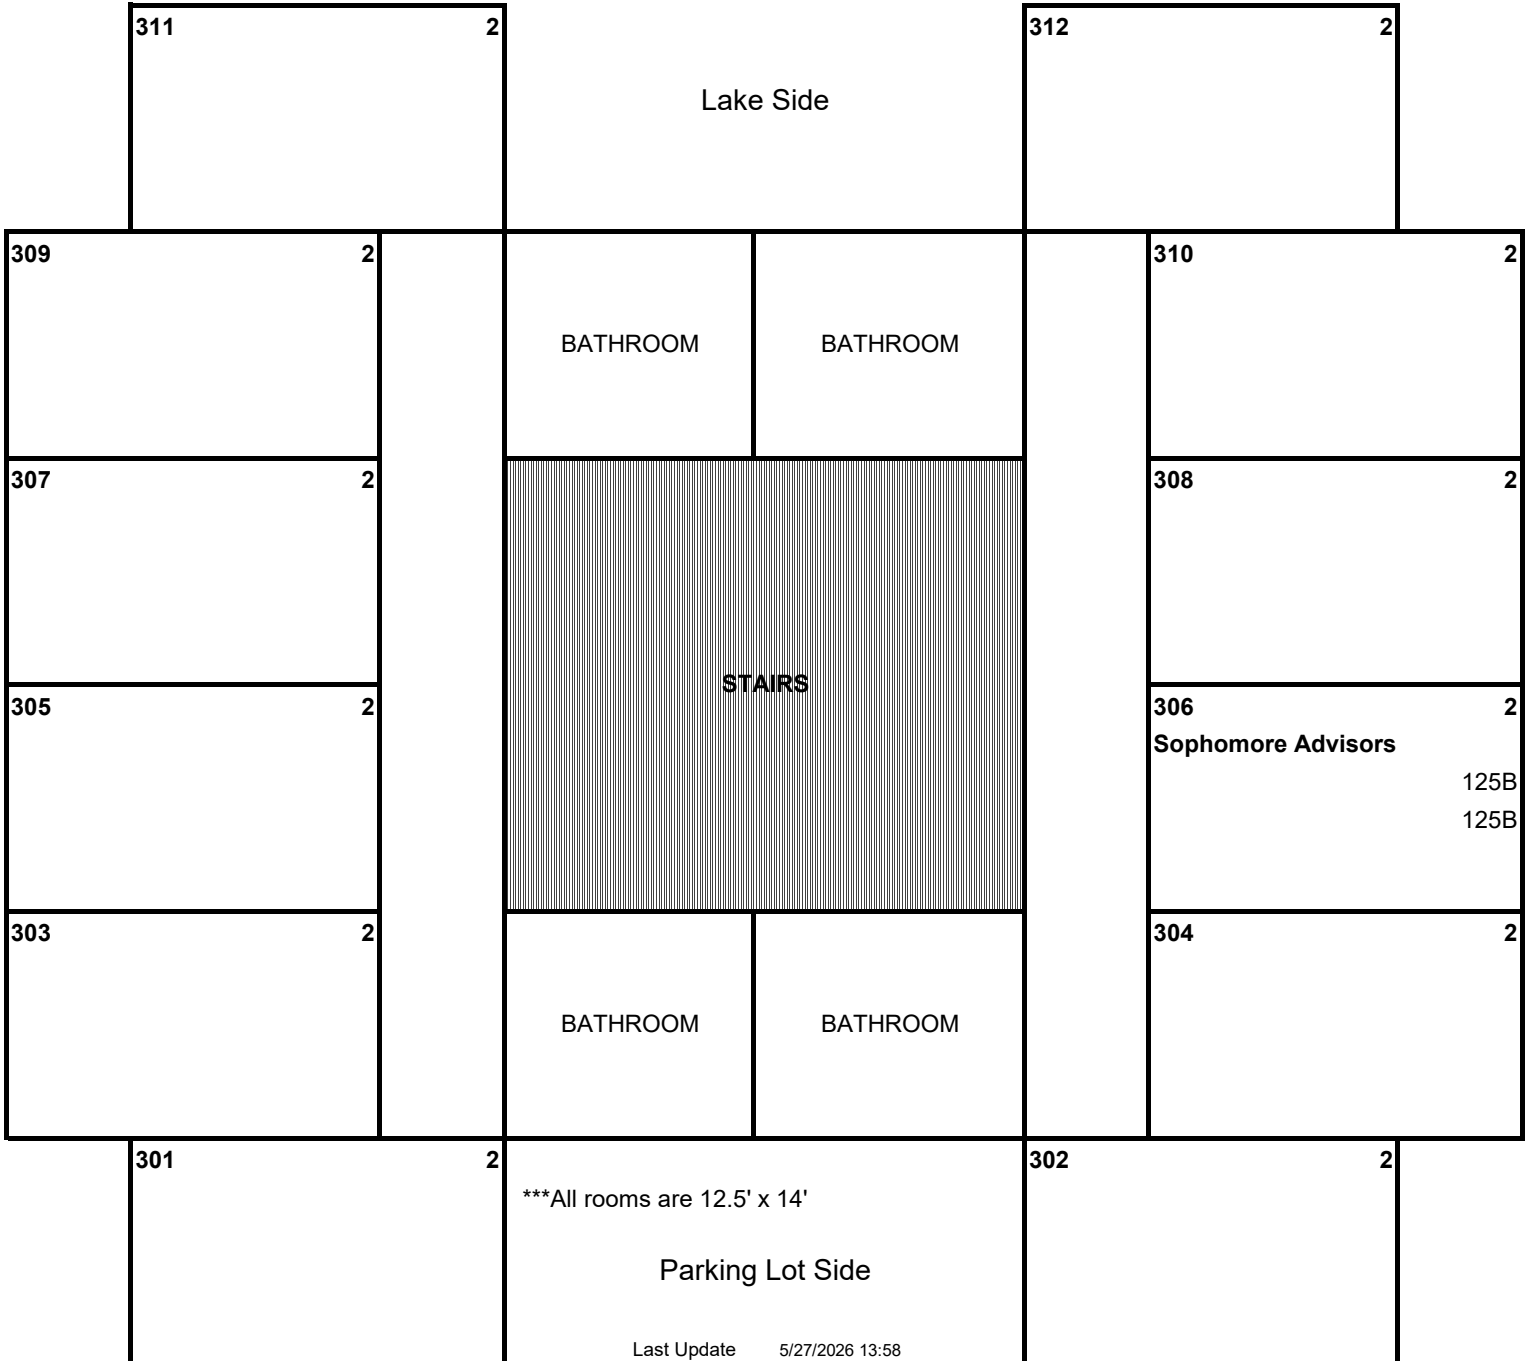 311 2
312 2
Lake Side
309 2
310 2
BATHROOM
BATHROOM
307 2
308 2
STAIRS
305 2
306 2
Sophomore Advisors
125B
125B
303 2
304 2
BATHROOM
BATHROOM
301 2
302 2
***All rooms are 12.5' x 14'
Parking Lot Side
Last Update 5/27/2026 13:58